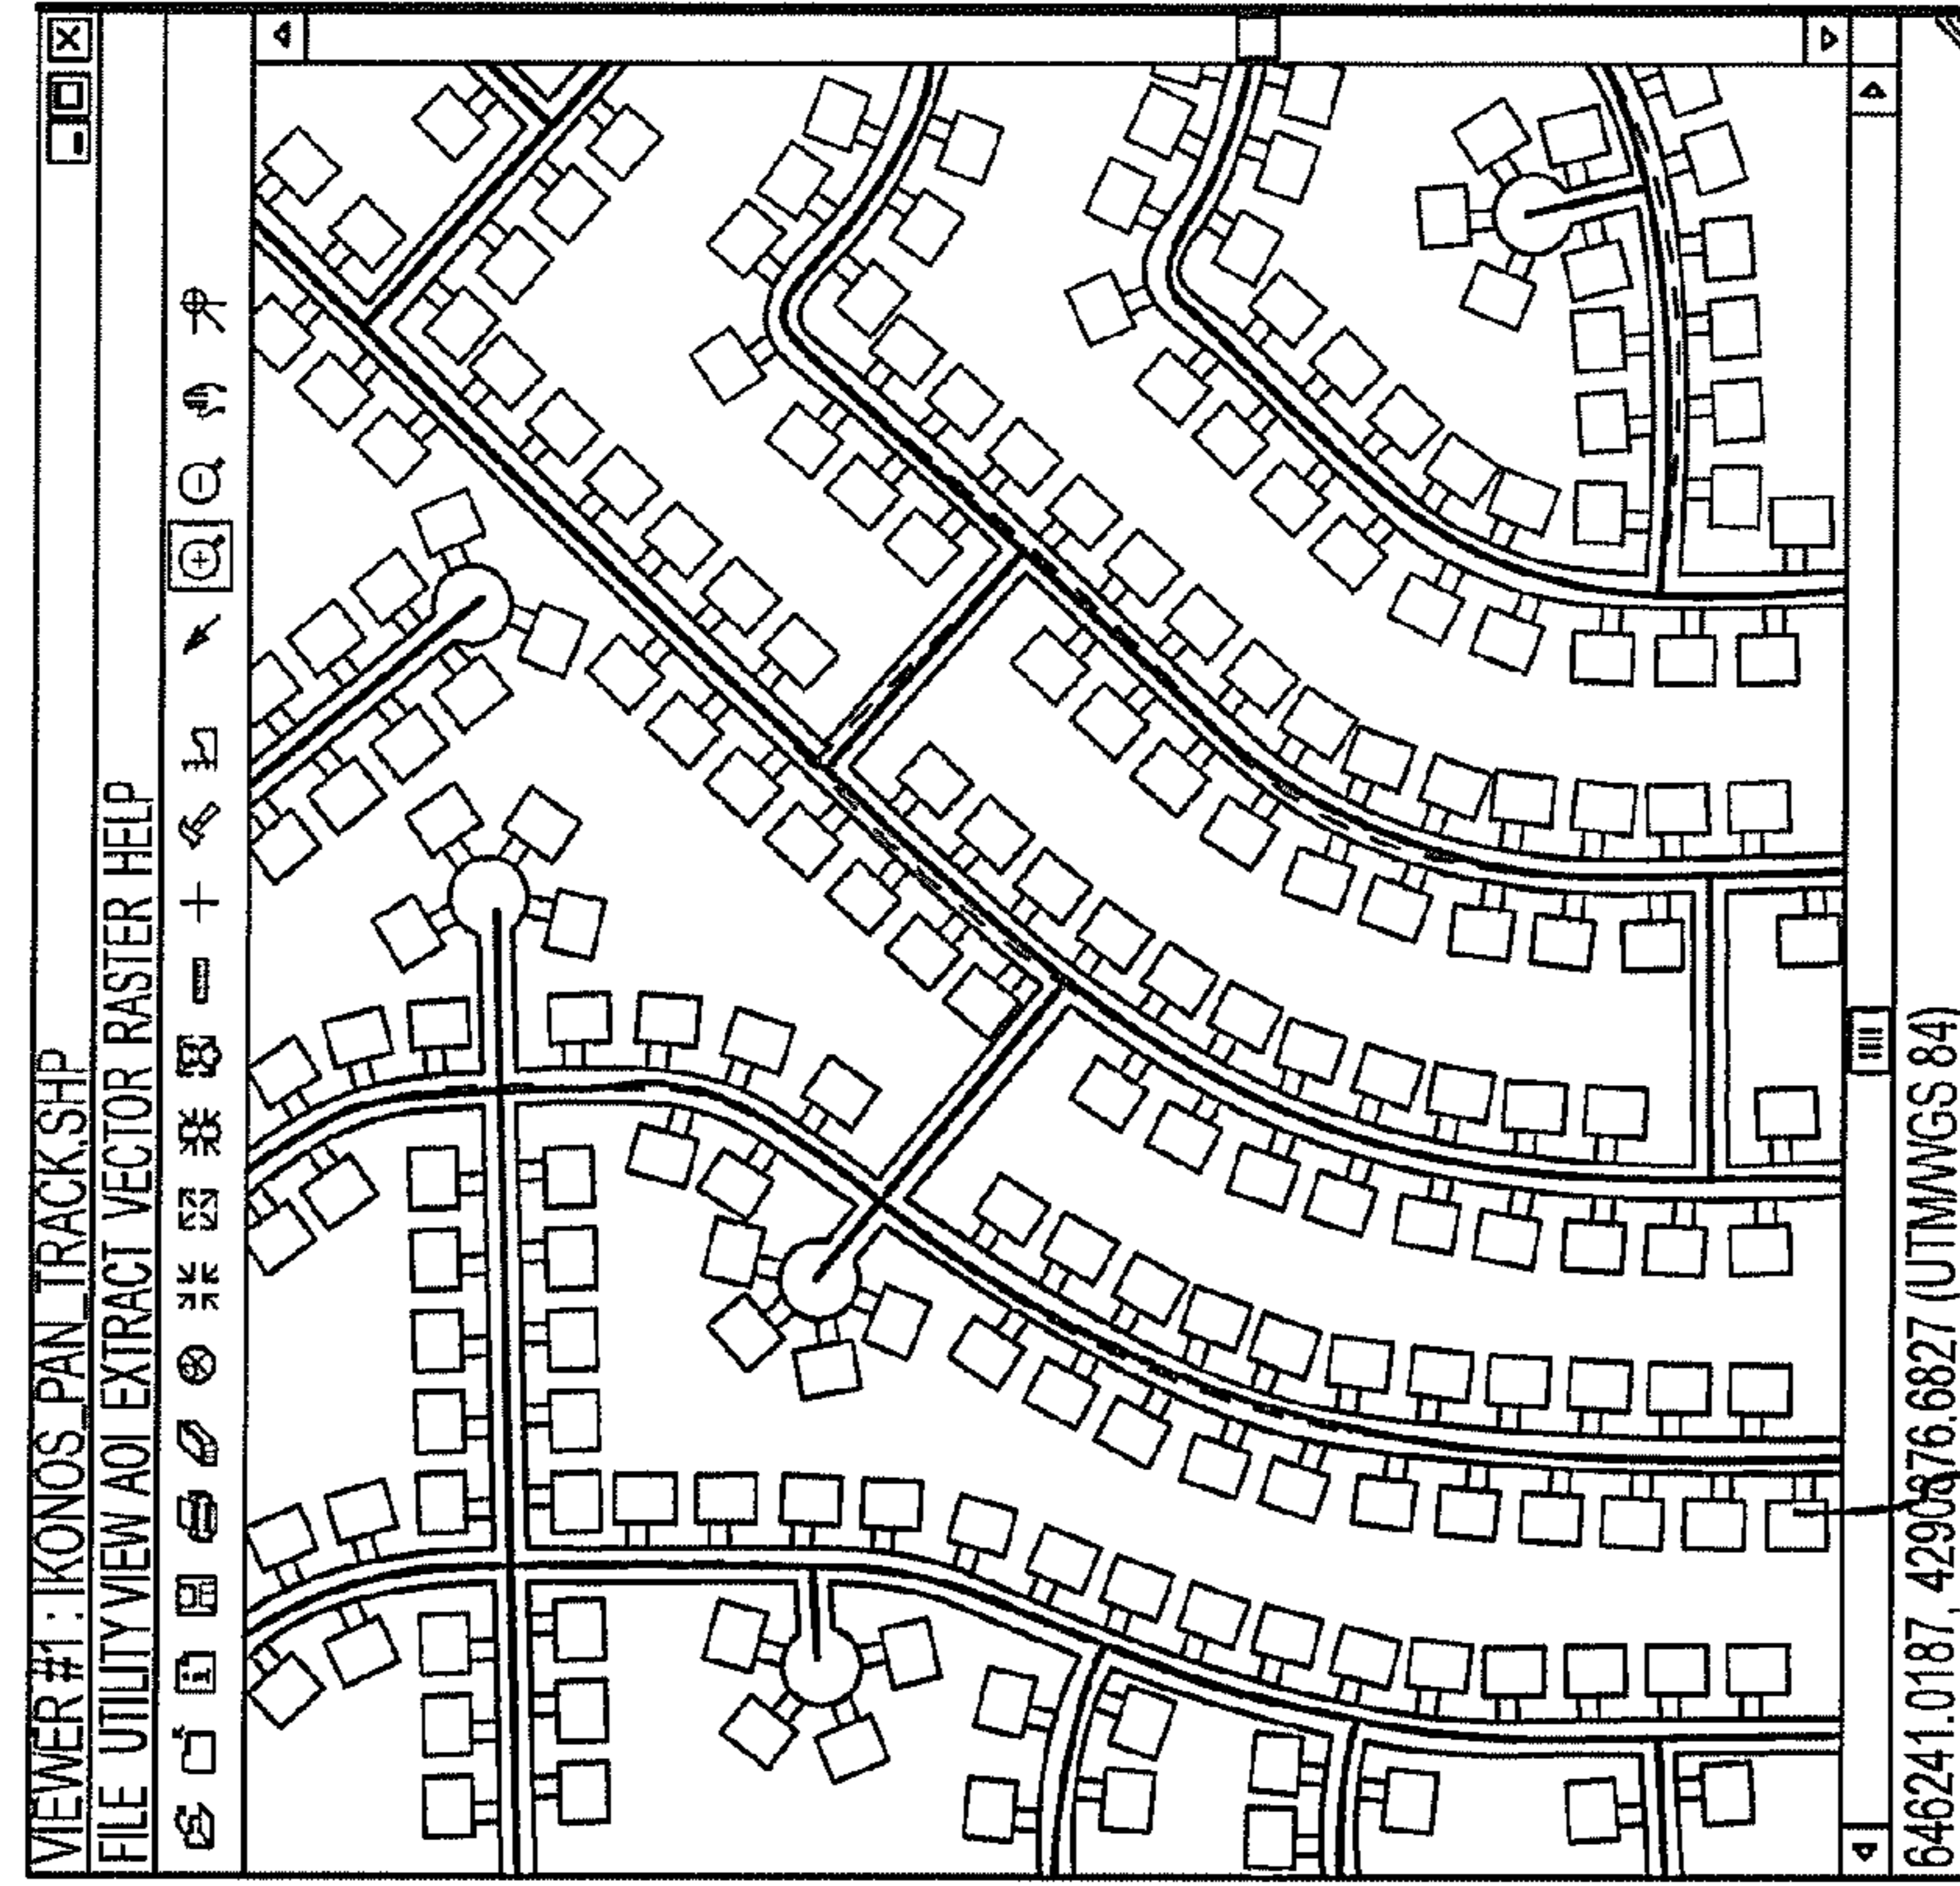 VIEWER #1 : IKONOS_PAN_TRACK.SHP
FILE UTILITY VIEW AOI EXTRACT VECTOR RASTER HELP
646241.0187, 4290876.6827 (UTM/WGS 84)